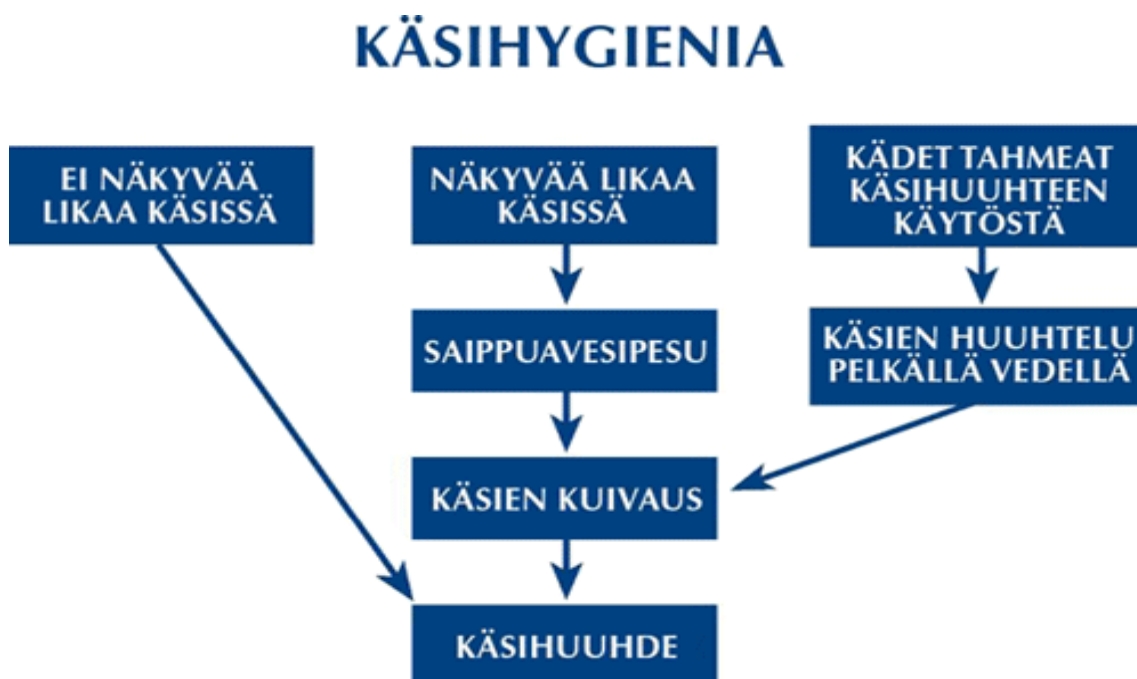 KÄSIHYGIENIA
EI NÄKYVÄÄ
LIKAA KÄSISSÄ
NÄKYVÄÄ LIKAA
KÄSISSÄ
KÄDET TAHMEAT
KÄSIHUUHTEEN
KÄYTÖSTÄ
SAIPPUAVESIPESU
KÄSIEN HUUHTELU
PELKÄLLÄ VEDELLÄ
KÄSIEN KUIVAUS
KÄSIHUUHDE